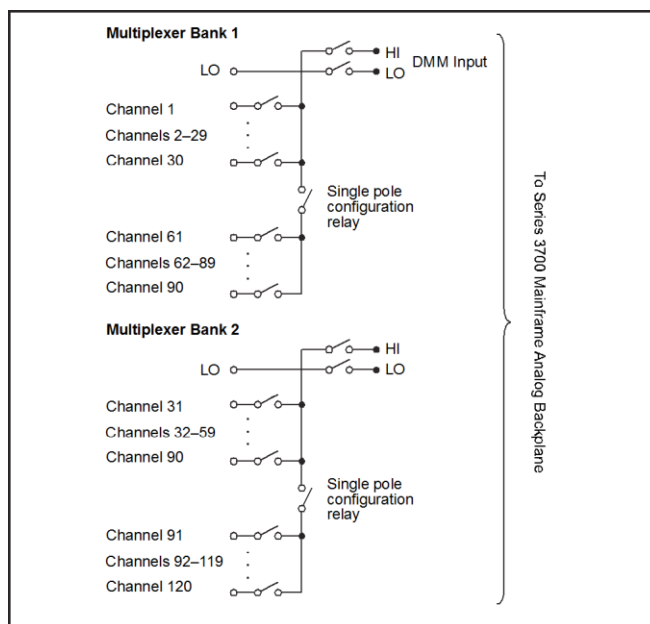 Multiplexer Bank 1
HI
LO
DMM Input
LO
Channel 1
Channels 2–29
Channel 30
Single pole
configuration
relay
Channel 61
Channels 62–89
Channel 90
Multiplexer Bank 2
HI
LO
LO
Channel 31
Channels 32–59
Channel 90
Single pole
configuration
relay
Channel 91
Channels 92–119
Channel 120
To Series 3700 Mainframe Analog Backplane